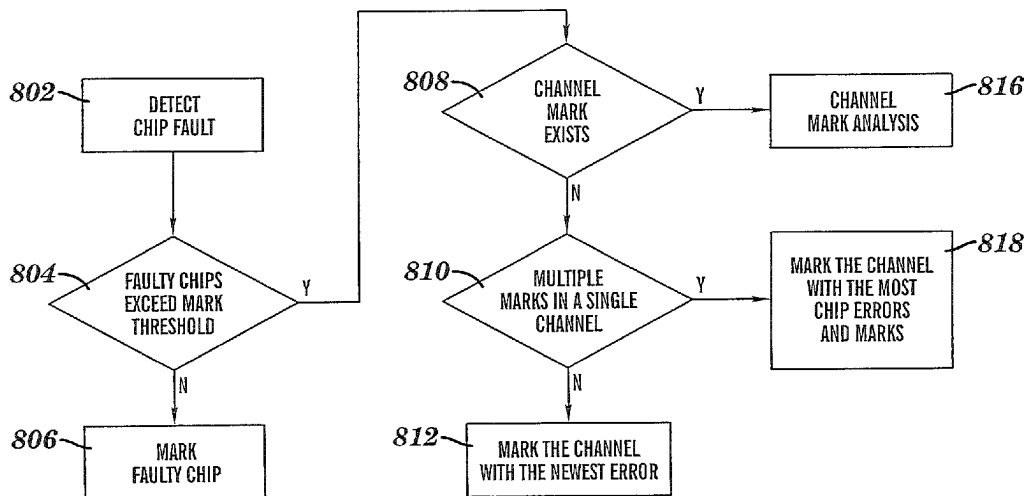 802
DETECT
CHIP FAULT
804
FAULTY CHIPS
EXCEED MARK
THRESHOLD
Y
N
806
MARK
FAULTY CHIP
808
CHANNEL
MARK
EXISTS
Y
N
816
CHANNEL
MARK ANALYSIS
810
MULTIPLE
MARKS IN A SINGLE
CHANNEL
Y
N
818
MARK THE CHANNEL
WITH THE MOST
CHIP ERRORS
AND MARKS
812
MARK THE CHANNEL
WITH THE NEWEST ERROR